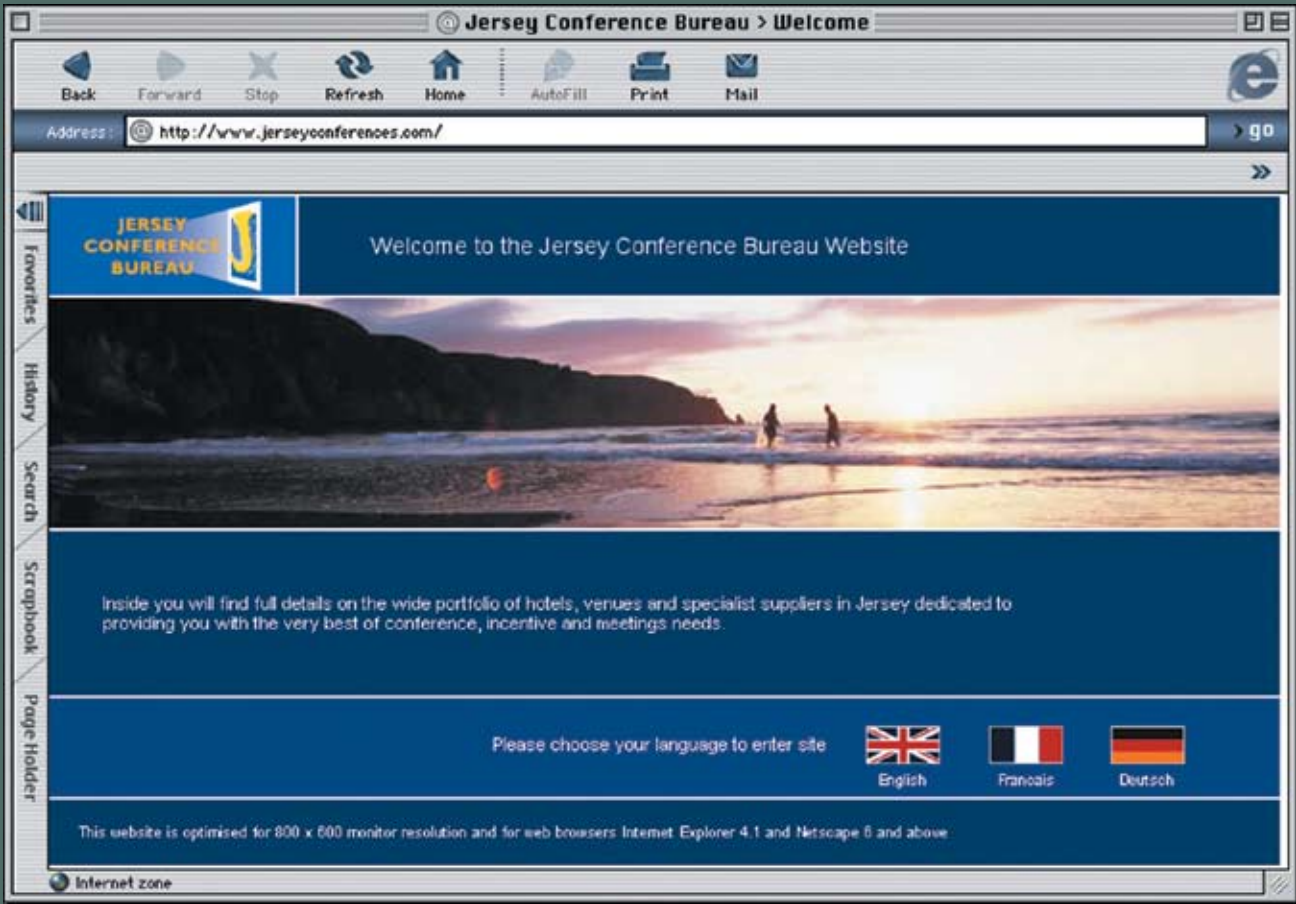 Jersey Conference Bureau > Welcome
Back Forward Stop Refresh Home AutoFill Print Mail
Address: http://www.jerseyconferences.com/ go
Favorites
History
Search
Scrapbook
Page Holder
JERSEY
CONFERENCE
BUREAU
J
Welcome to the Jersey Conference Bureau Website
Inside you will find full details on the wide portfolio of hotels, venues and specialist suppliers in Jersey dedicated to
providing you with the very best of conference, incentive and meetings needs.
Please choose your language to enter site
English Francais Deutsch
This website is optimised for 800 x 600 monitor resolution and for web browsers Internet Explorer 4.1 and Netscape 6 and above
Internet zone